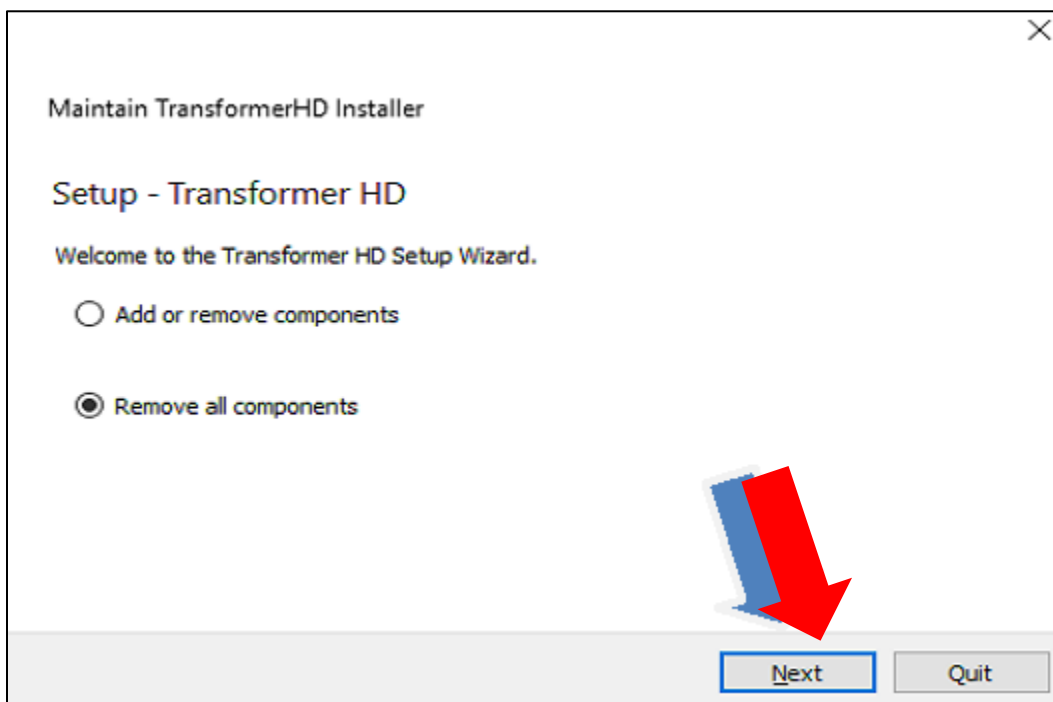 Maintain TransformerHD Installer
Setup - Transformer HD
Welcome to the Transformer HD Setup Wizard.
Add or remove components
Remove all components
Next
Quit